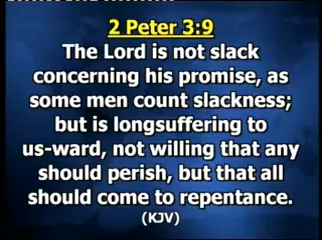 2 Peter 3:9
The Lord is not slack
concerning his promise, as
some men count slackness;
but is longsuffering to
us-ward, not willing that any
should perish, but that all
should come to repentance.
(KJV)